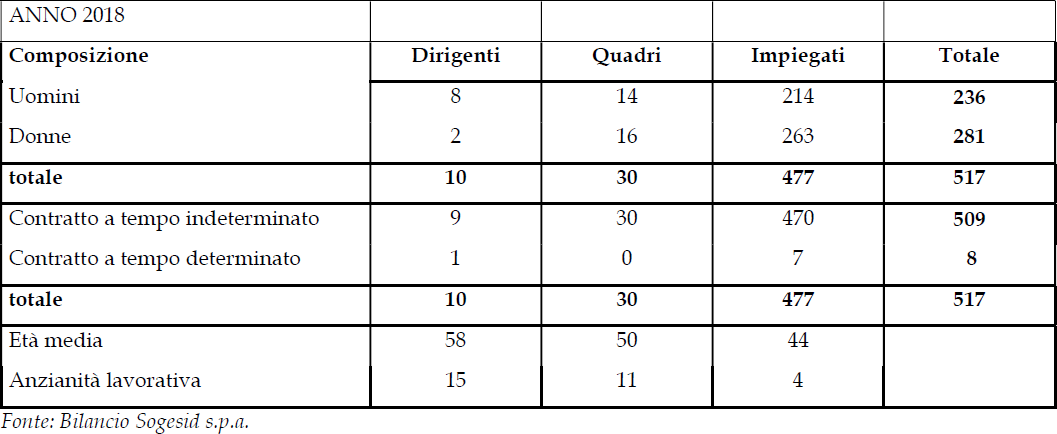 ANNO 2018
Composizione Dirigenti Quadri Impiegati Totale
Uomini 8 14 214 236
Donne 2 16 263 281
totale 10 30 477 517
Contratto a tempo indeterminato 9 30 470 509
Contratto a tempo determinato 1 0 7 8
totale 10 30 477 517
Età media 58 50 44
Anzianità lavorativa 15 11 4
Fonte: Bilancio Sogesid s.p.a.